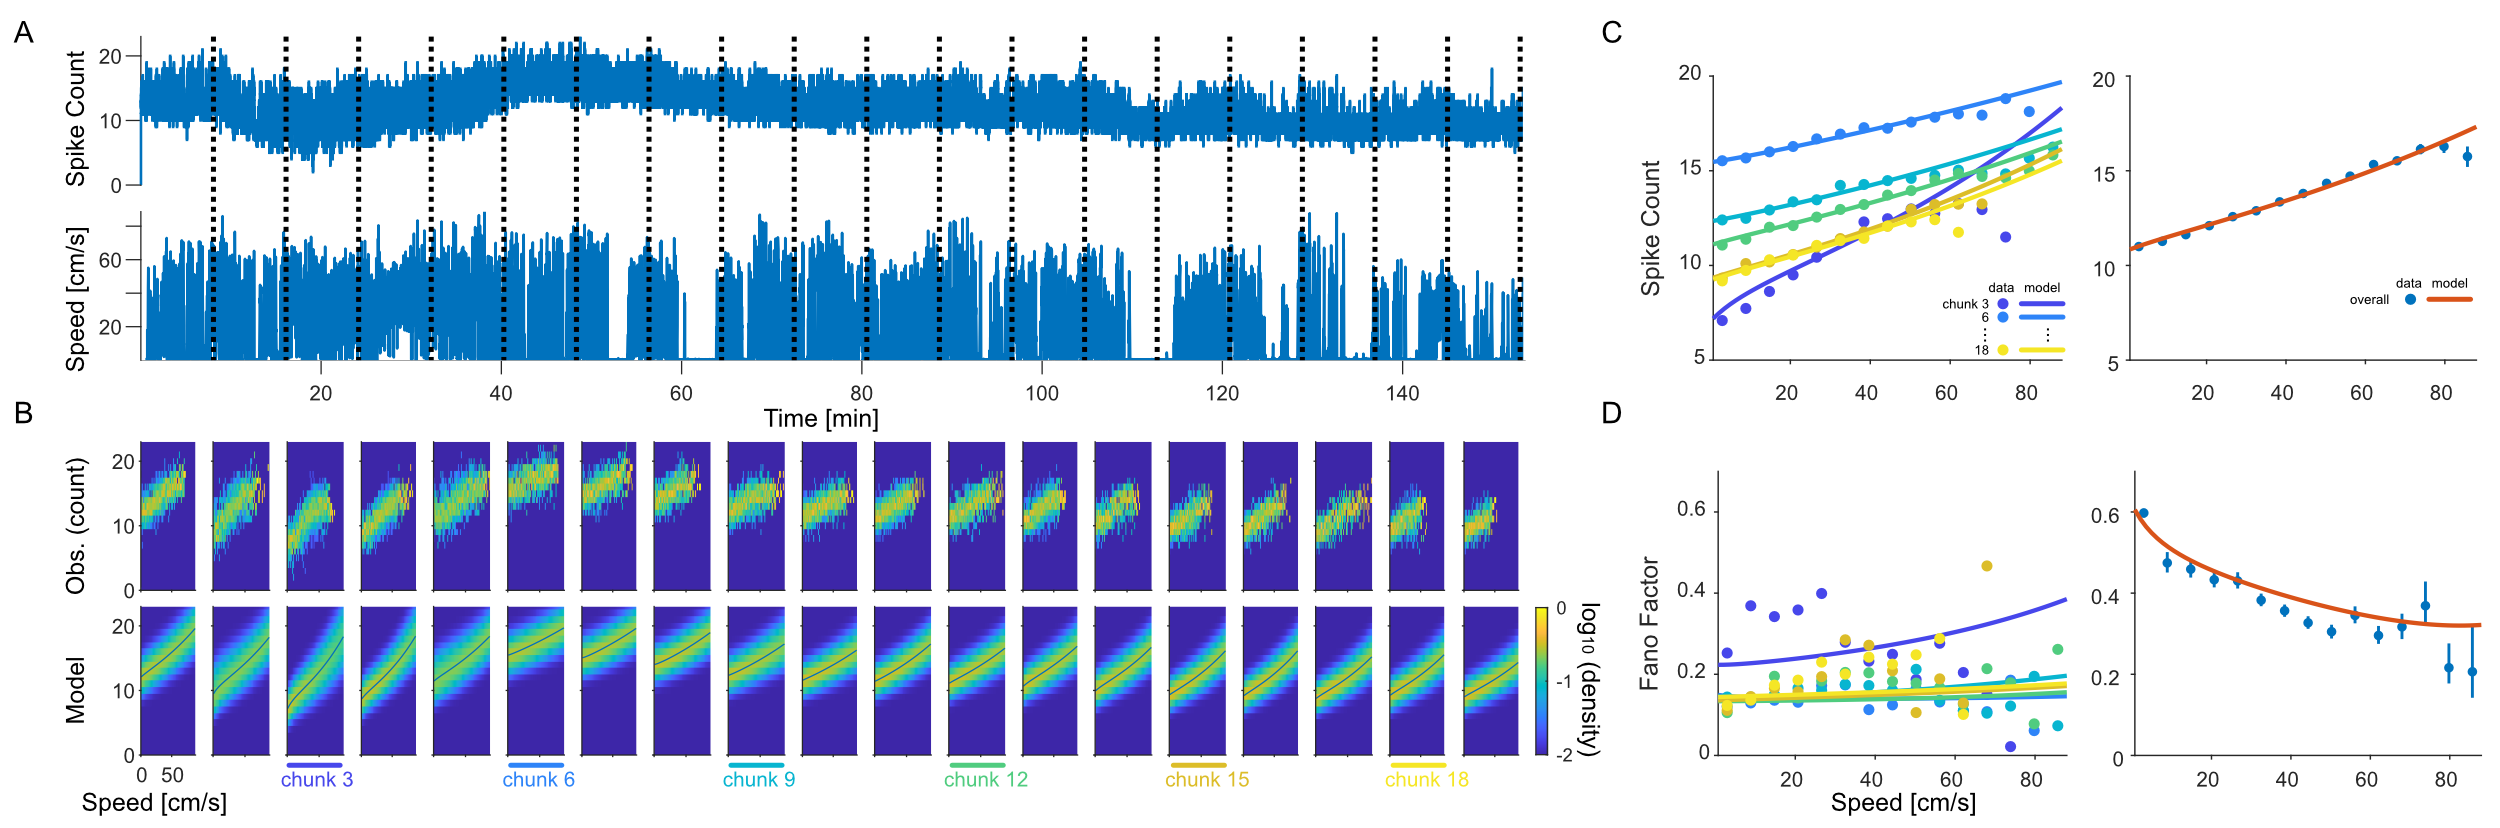 A
Spike Count
20
10
0
Speed [cm/s]
60
20
20
40
60
80
100
120
140
Time [min]
B
Obs. (count)
20
10
0
Model
20
10
0
0
50
Speed [cm/s]
chunk 3
chunk 6
chunk 9
chunk 12
chunk 15
chunk 18
0
-1
-2
log10 (density)
C
Spike Count
20
15
10
5
20
40
60
80
data model
chunk 3
6
18
20
15
10
5
20
40
60
80
data model
overall
D
Fano Factor
0.6
0.4
0.2
0
20
40
60
80
Speed [cm/s]
0.6
0.4
0.2
0
20
40
60
80